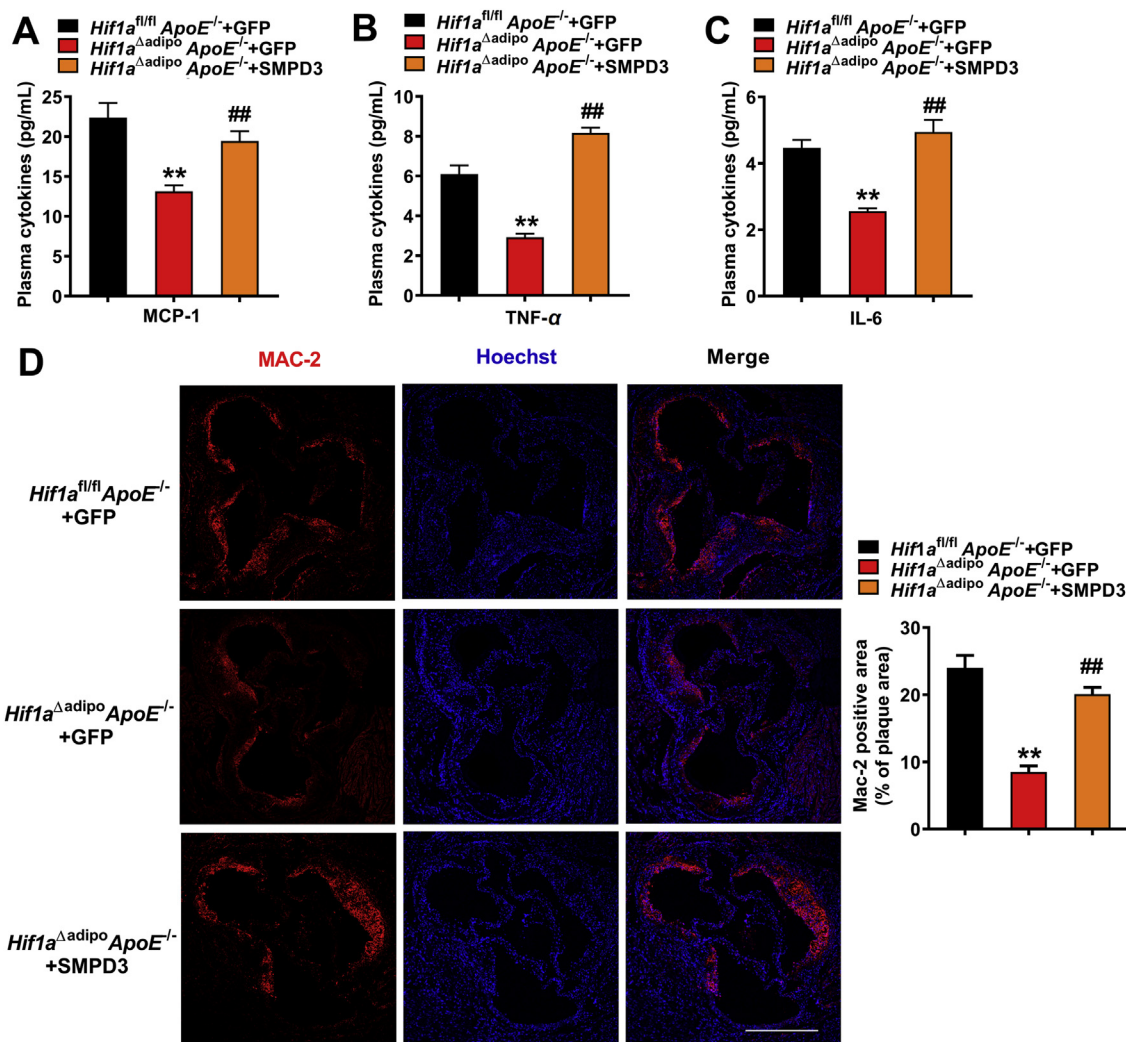 A
Hif1a^fl/fl ApoE^-/-+GFP
Hif1a^Δadipo ApoE^-/-+GFP
Hif1a^Δadipo ApoE^-/-+SMPD3
Plasma cytokines (pg/mL)
25
20
15
10
5
0
**
##
MCP-1
B
Hif1a^fl/fl ApoE^-/-+GFP
Hif1a^Δadipo ApoE^-/-+GFP
Hif1a^Δadipo ApoE^-/-+SMPD3
Plasma cytokines (pg/mL)
10
8
6
4
2
0
**
##
TNF-α
C
Hif1a^fl/fl ApoE^-/-+GFP
Hif1a^Δadipo ApoE^-/-+GFP
Hif1a^Δadipo ApoE^-/-+SMPD3
Plasma cytokines (pg/mL)
6
4
2
0
**
##
IL-6
D
MAC-2
Hoechst
Merge
Hif1a^fl/fl ApoE^-/-
+GFP
Hif1a^Δadipo ApoE^-/-
+GFP
Hif1a^Δadipo ApoE^-/-
+SMPD3
Hif1a^fl/fl ApoE^-/-+GFP
Hif1a^Δadipo ApoE^-/-+GFP
Hif1a^Δadipo ApoE^-/-+SMPD3
Mac-2 positive area
(% of plaque area)
30
20
10
0
**
##